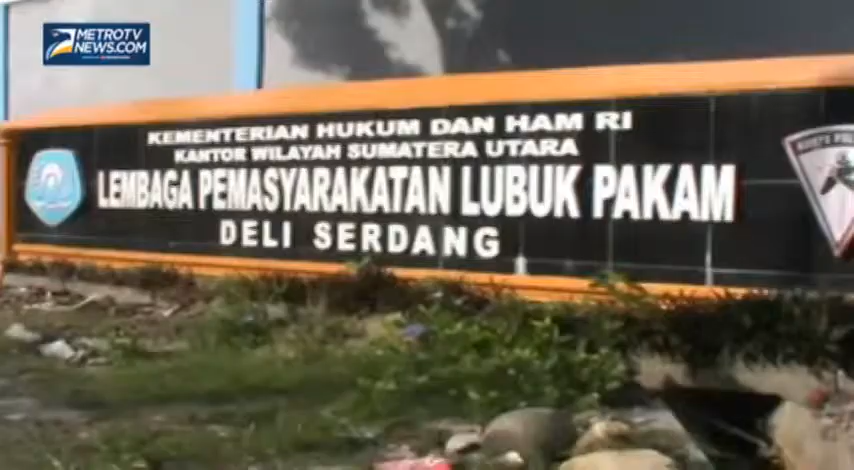 METROTV
NEWS.COM
KEMENTERIAN HUKUM DAN HAM RI
KANTOR WILAYAH SUMATERA UTARA
LEMBAGA PEMASYARAKATAN LUBUK PAKAM
DELI SERDANG